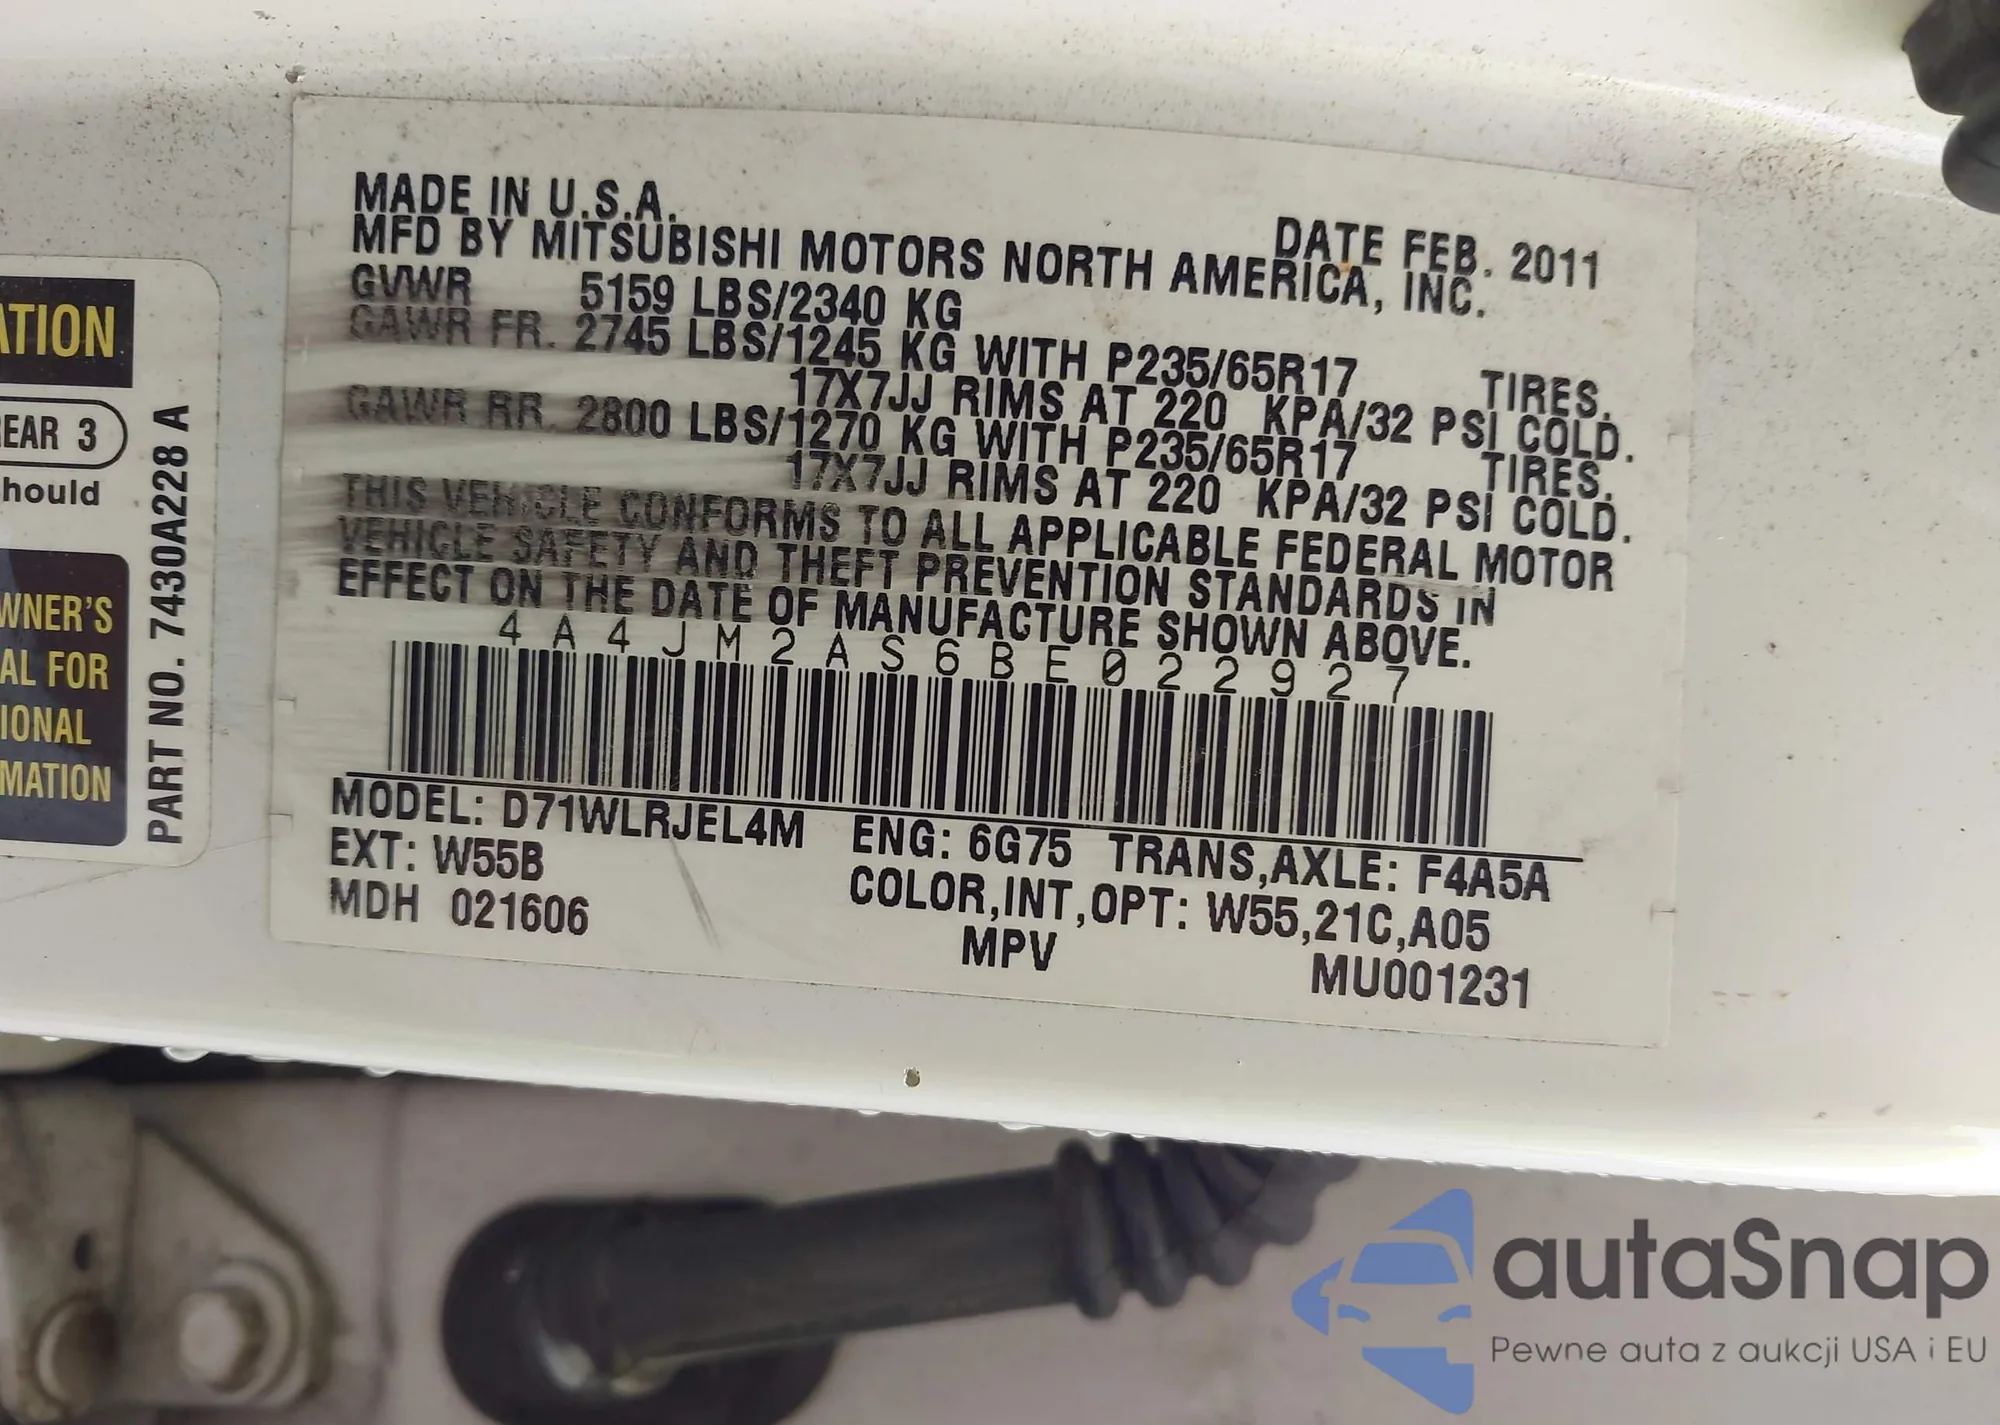 MADE IN U.S.A.
DATE FEB. 2011
MFD BY MITSUBISHI MOTORS NORTH AMERICA, INC.
GVWR 5159 LBS/2340 KG
GAWR FR. 2745 LBS/1245 KG WITH P235/65R17 TIRES.
17X7JJ RIMS AT 220 KPA/32 PSI COLD.
GAWR RR. 2800 LBS/1270 KG WITH P235/65R17 TIRES.
17X7JJ RIMS AT 220 KPA/32 PSI COLD.
THIS VEHICLE CONFORMS TO ALL APPLICABLE FEDERAL MOTOR
VEHICLE SAFETY AND THEFT PREVENTION STANDARDS IN
EFFECT ON THE DATE OF MANUFACTURE SHOWN ABOVE.
4A4JM2AS6BE022927
MODEL: D71WLRJEL4M ENG: 6G75 TRANS,AXLE: F4A5A
EXT: W55B COLOR,INT,OPT: W55,21C,A05
MDH 021606 MPV MU001231
ATION
EAR 3
hould
WNER'S
AL FOR
IONAL
MATION
PART NO. 7430A228 A
autaSnap
Pewne auta z aukcji USA i EU